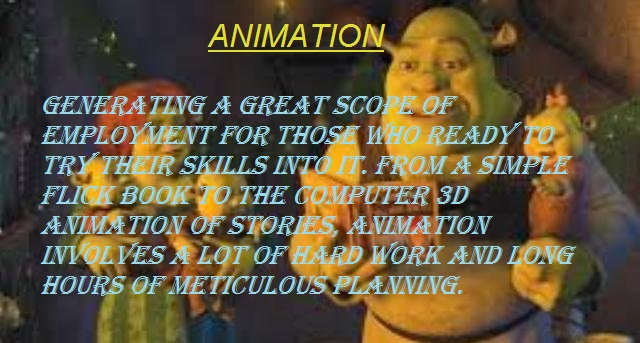 ANIMATION
GENERATING A GREAT SCOPE OF
EMPLOYMENT FOR THOSE WHO READY TO
TRY THEIR SKILLS INTO IT. FROM A SIMPLE
FLICK BOOK TO THE COMPUTER 3D
ANIMATION OF STORIES, ANIMATION
INVOLVES A LOT OF HARD WORK AND LONG
HOURS OF METICULOUS PLANNING.